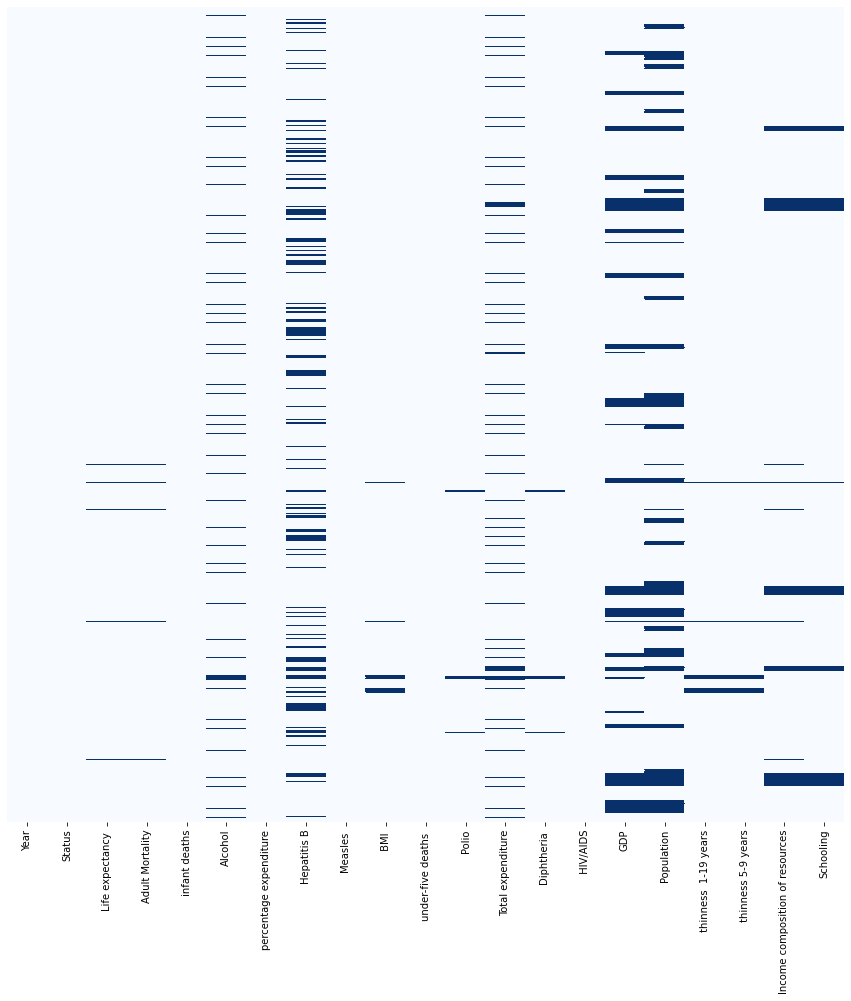 Year
Status
Life expectancy
Adult Mortality
infant deaths
Alcohol
percentage expenditure
Hepatitis B
Measles
BMI
under-five deaths
Polio
Total expenditure
Diphtheria
HIV/AIDS
GDP
Population
thinness  1-19 years
thinness 5-9 years
Income composition of resources
Schooling